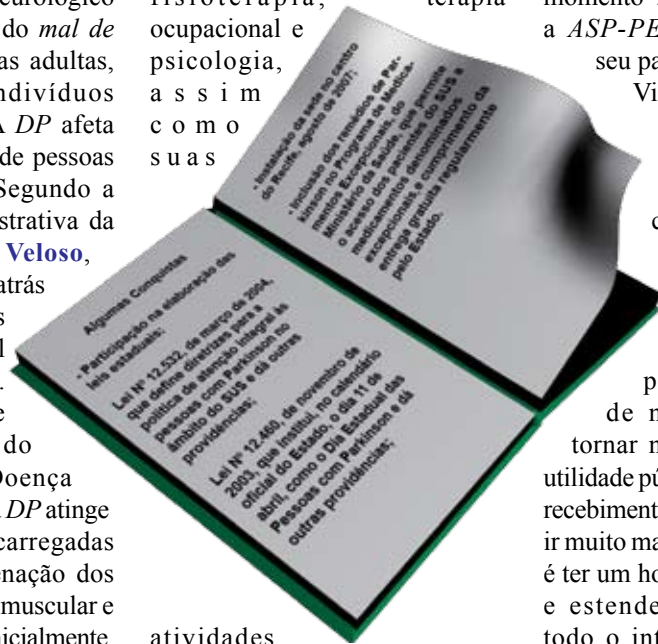 eurológico
do mal de
as adultas,
ndivíduos
A DP afeta
de pessoas
Segundo a
strativa da
Veloso,
atrás
s
l
.
e
do
Doença
DP atinge
carregadas
enação dos
muscular e
nicialmente
fisioterapia, terapia
ocupacional e
psicologia,
assim
como
suas
Algumas Conquistas
- Participação na elaboração das
leis estaduais:
Lei Nº 12.532, de março de 2004,
que define diretrizes para a
política de atenção integral às
pessoas com Parkinson no
âmbito do SUS e dá outras
providências;
Lei Nº 12.460, de novembro de
2003, que institui, no calendário
oficial do Estado, o dia 11 de
abril, como o Dia Estadual das
Pessoas com Parkinson e dá
outras providências;
- Instalação da sede no centro
do Recife, agosto de 2007;
- Inclusão dos remédios de Par-
kinson no Programa de Medica-
mentos Excepcionais, do
Ministério da Saúde, que permite
o acesso dos pacientes do SUS a
medicamentos denominados
excepcionais,e cumprimento da
entrega gratuita regularmente
pelo Estado.
atividades
momento
a ASP-PE
seu pa
Vi
c
p
de n
tornar n
utilidade pú
recebiment
ir muito ma
é ter um ho
e estende
todo o int